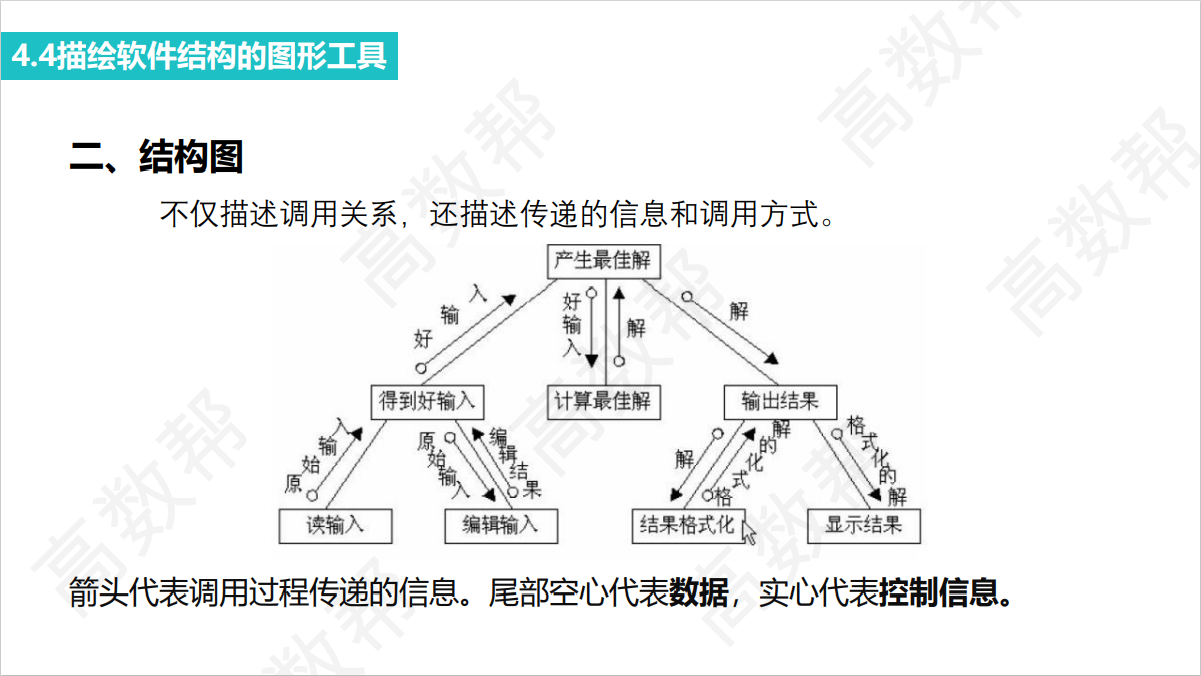 4.4描绘软件结构的图形工具
二、结构图
不仅描述调用关系，还描述传递的信息和调用方式。
产生最佳解
好输入
好输入
解
解
得到好输入
计算最佳解
输出结果
原始输入
原始输入
编辑结果
解
格式化的解
格式化的解
读输入
编辑输入
结果格式化
显示结果
箭头代表调用过程传递的信息。尾部空心代表数据，实心代表控制信息。
高数帮
高数帮
高数帮
高数帮
高数帮
高数帮
高数帮